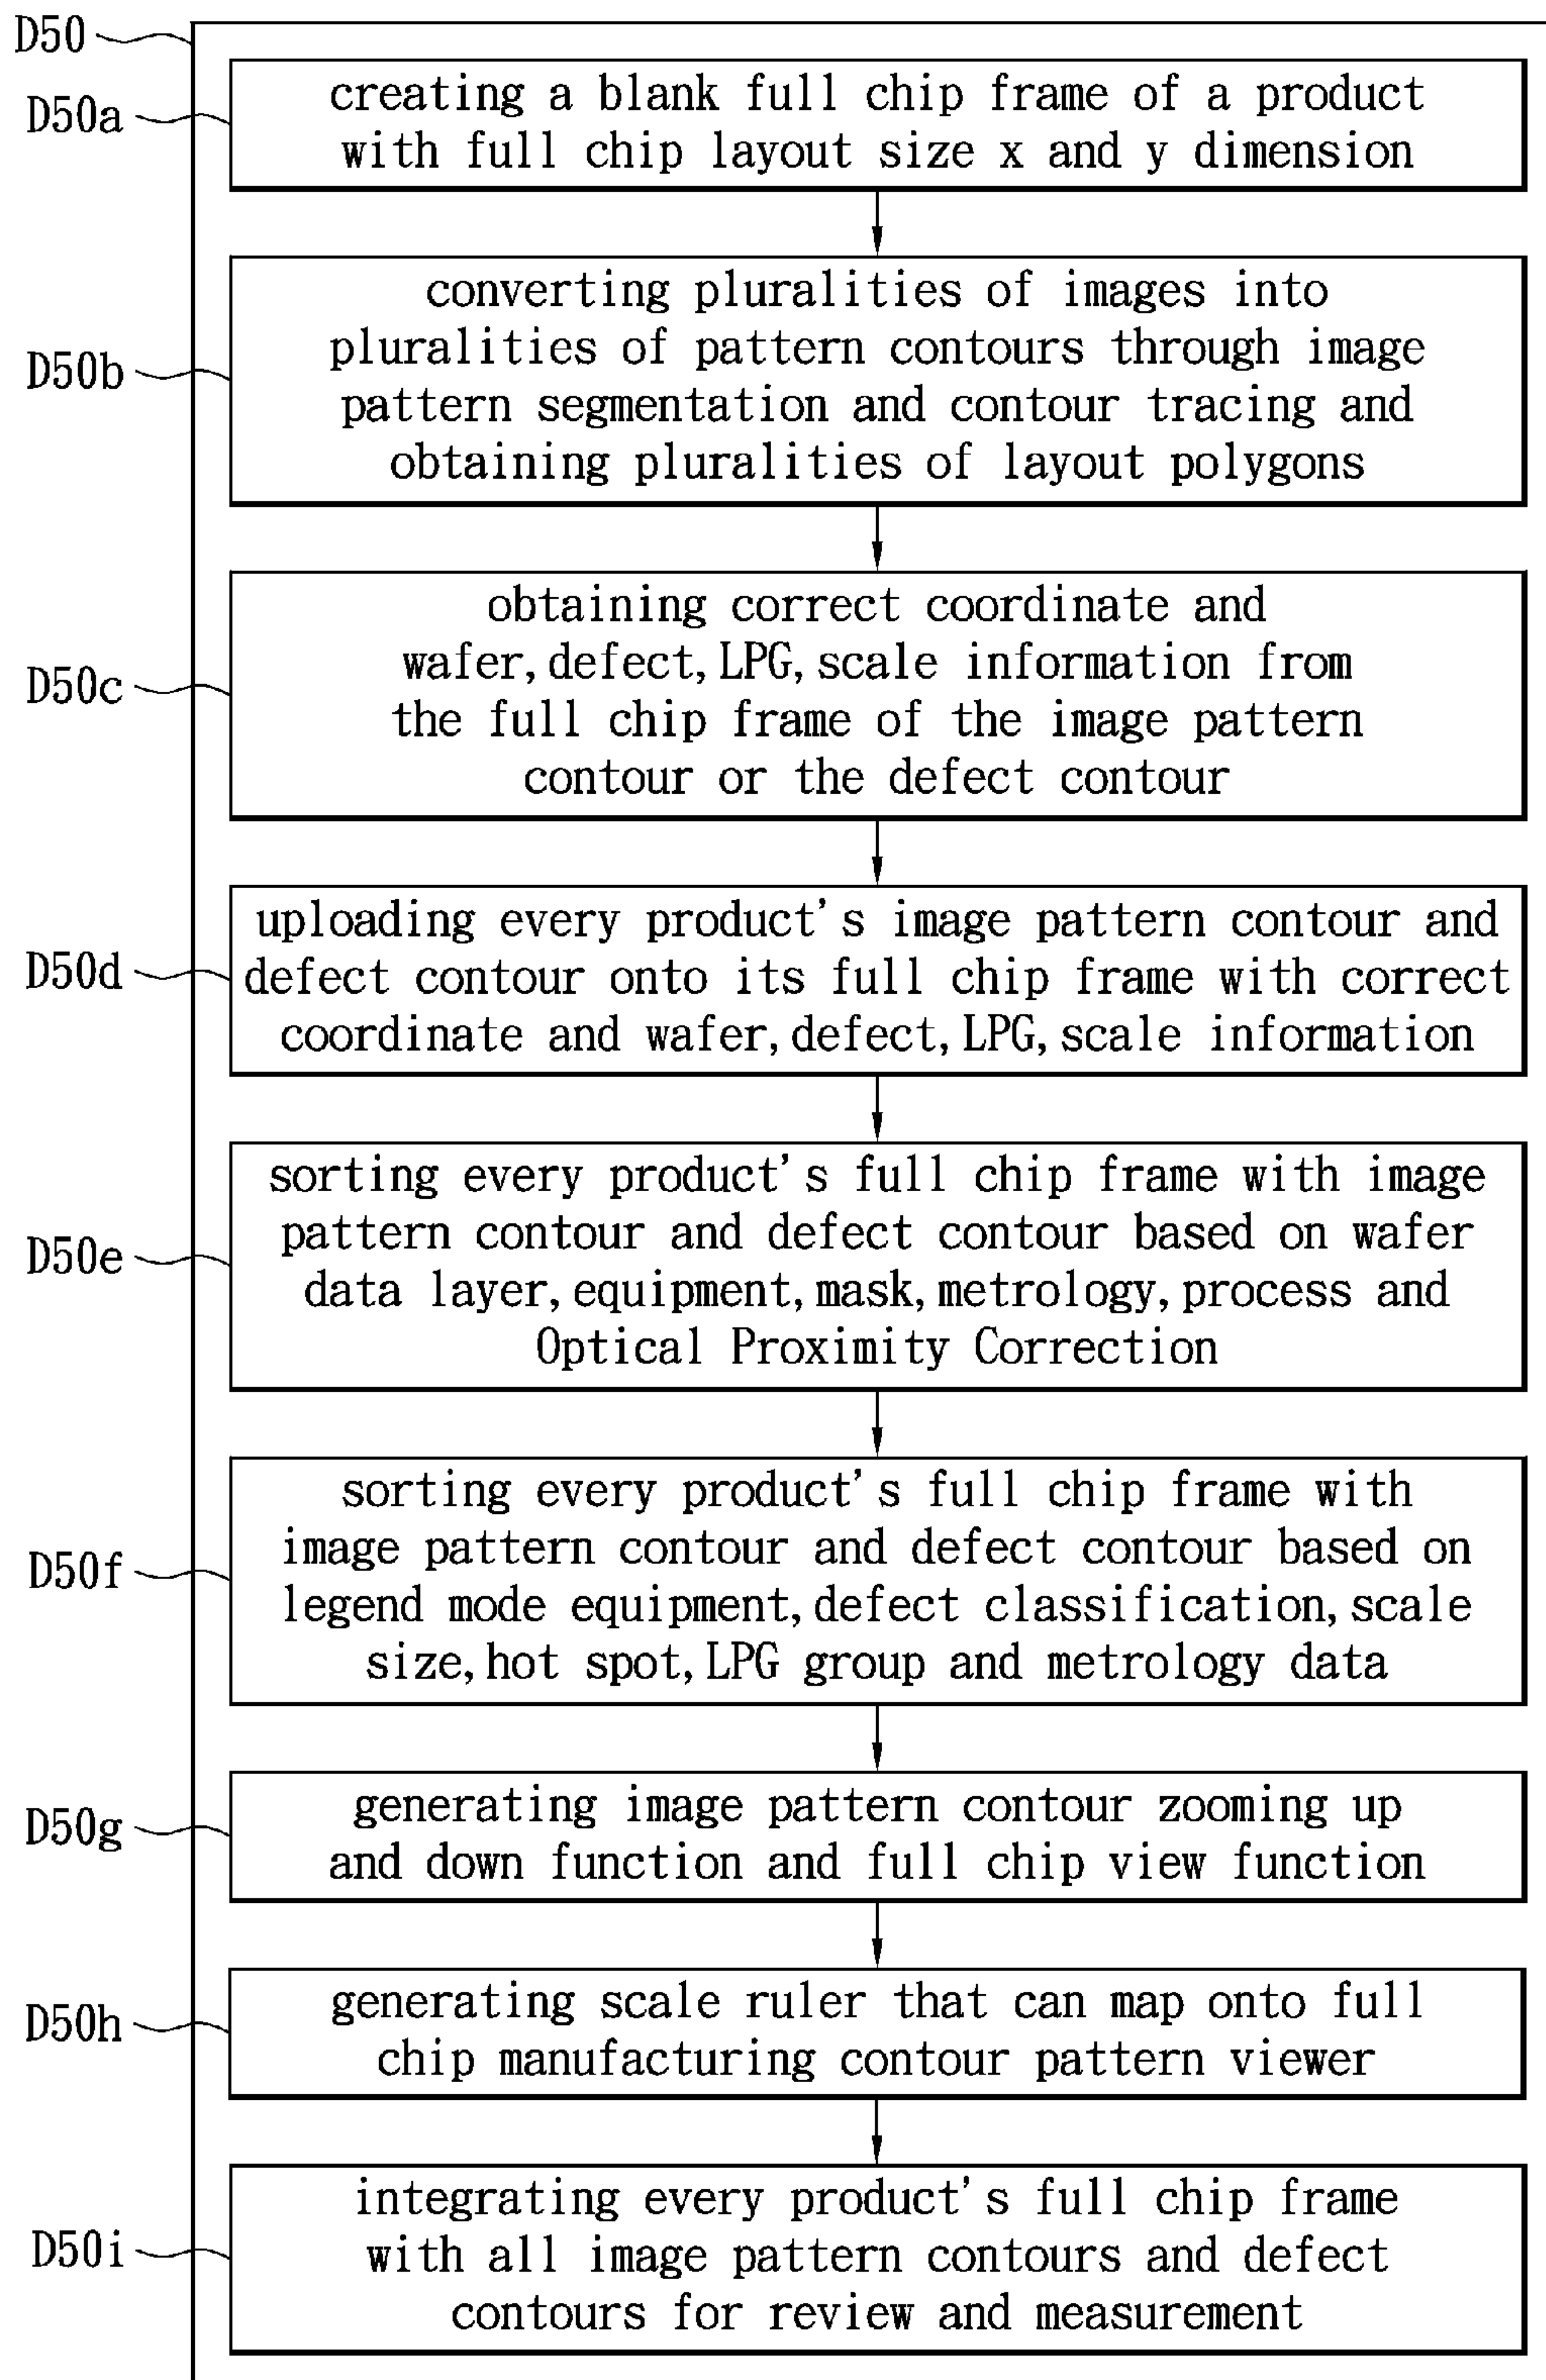 D50
D50a
creating a blank full chip frame of a product
with full chip layout size x and y dimension
D50b
converting pluralities of images into
pluralities of pattern contours through image
pattern segmentation and contour tracing and
obtaining pluralities of layout polygons
D50c
obtaining correct coordinate and
wafer, defect, LPG, scale information from
the full chip frame of the image pattern
contour or the defect contour
D50d
uploading every product's image pattern contour and
defect contour onto its full chip frame with correct
coordinate and wafer, defect, LPG, scale information
D50e
sorting every product's full chip frame with image
pattern contour and defect contour based on wafer
data layer, equipment, mask, metrology, process and
Optical Proximity Correction
D50f
sorting every product's full chip frame with
image pattern contour and defect contour based on
legend mode equipment, defect classification, scale
size, hot spot, LPG group and metrology data
D50g
generating image pattern contour zooming up
and down function and full chip view function
D50h
generating scale ruler that can map onto full
chip manufacturing contour pattern viewer
D50i
integrating every product's full chip frame
with all image pattern contours and defect
contours for review and measurement